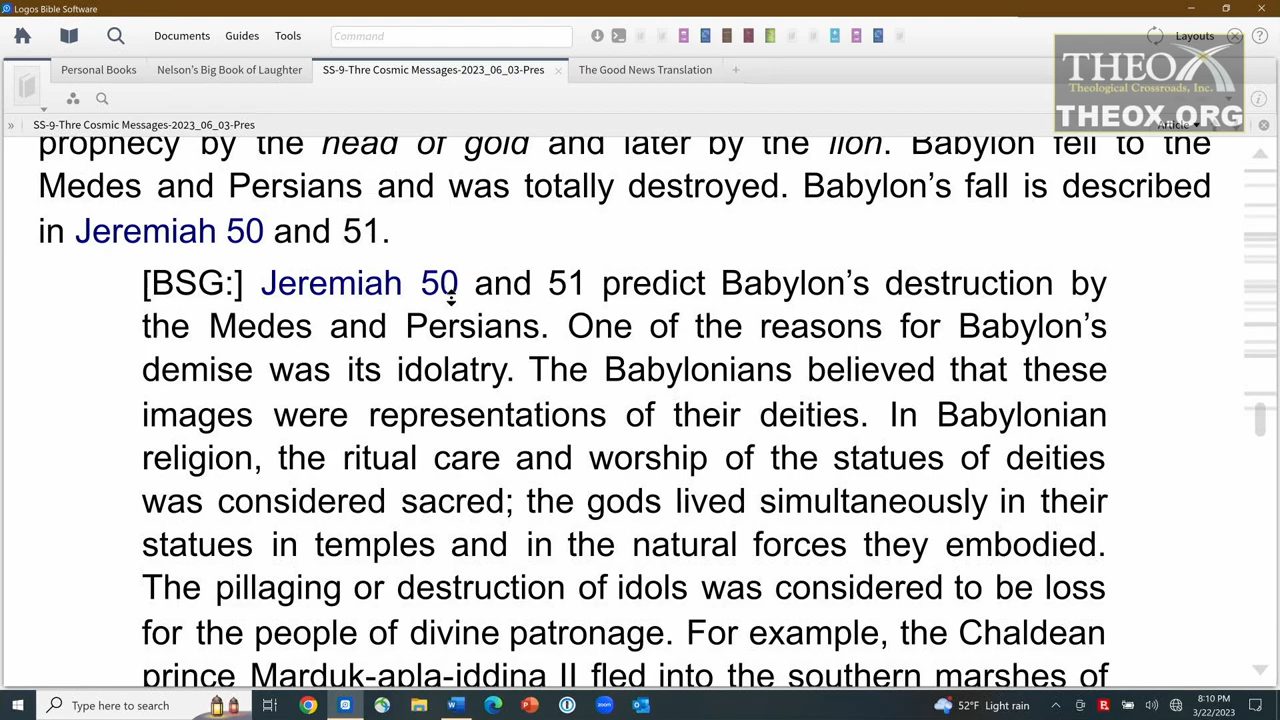 Logos Bible Software
Documents Guides Tools Command Layouts
Personal Books Nelson's Big Book of Laughter SS-9-Thre Cosmic Messages-2023_06_03-Pres The Good News Translation
THEOX
Theological Crossroads, Inc.
THEOX.ORG
SS-9-Thre Cosmic Messages-2023_06_03-Pres Article
prophecy by the head of gold and later by the lion. Babylon fell to the
Medes and Persians and was totally destroyed. Babylon's fall is described
in Jeremiah 50 and 51.
[BSG:] Jeremiah 50 and 51 predict Babylon's destruction by
the Medes and Persians. One of the reasons for Babylon's
demise was its idolatry. The Babylonians believed that these
images were representations of their deities. In Babylonian
religion, the ritual care and worship of the statues of deities
was considered sacred; the gods lived simultaneously in their
statues in temples and in the natural forces they embodied.
The pillaging or destruction of idols was considered to be loss
for the people of divine patronage. For example, the Chaldean
prince Marduk-apla-iddina II fled into the southern marshes of
Type here to search 52°F Light rain 8:10 PM
3/22/2023